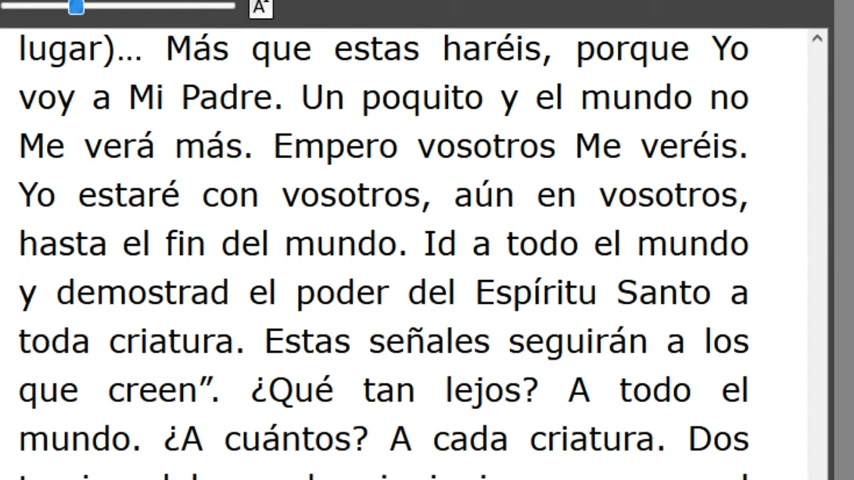 A
lugar)… Más que estas haréis, porque Yo
voy a Mi Padre. Un poquito y el mundo no
Me verá más. Empero vosotros Me veréis.
Yo estaré con vosotros, aún en vosotros,
hasta el fin del mundo. Id a todo el mundo
y demostrad el poder del Espíritu Santo a
toda criatura. Estas señales seguirán a los
que creen”. ¿Qué tan lejos? A todo el
mundo. ¿A cuántos? A cada criatura. Dos